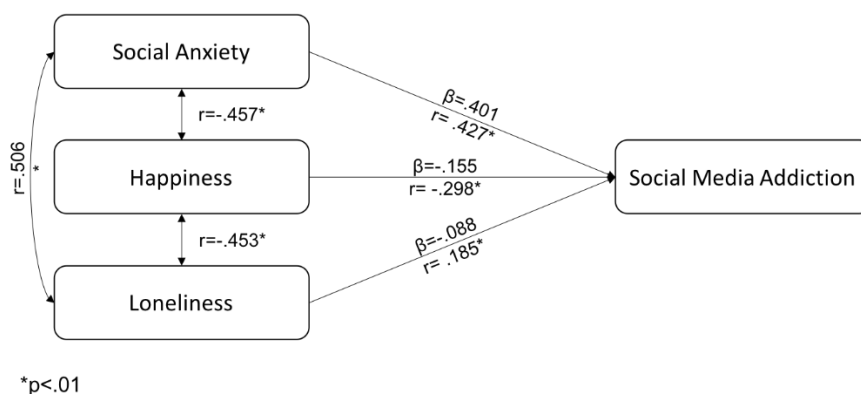 Social Anxiety
β=.401
r= .427*
r=-.457*
r=.506
*
Happiness
β=-.155
r= -.298*
Social Media Addiction
r=-.453*
β=-.088
r= .185*
Loneliness
*p<.01